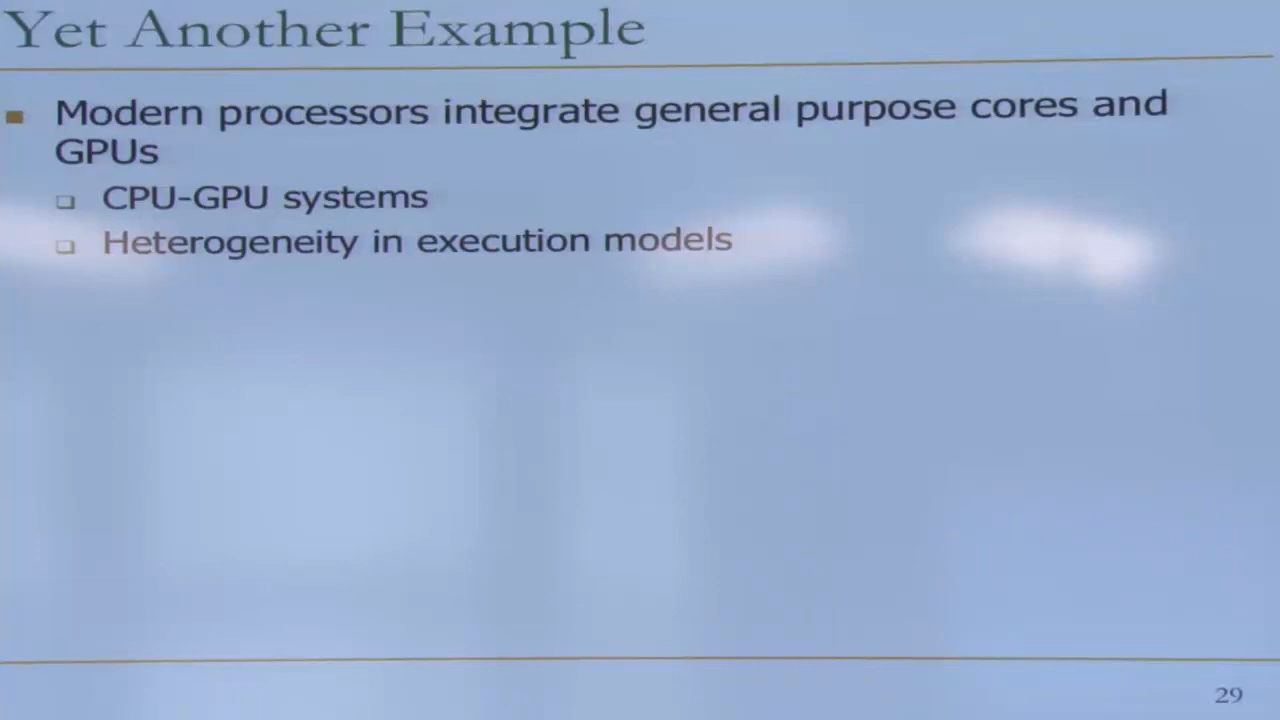 Yet Another Example
Modern processors integrate general purpose cores and
GPUs
CPU-GPU systems
Heterogeneity in execution models
29